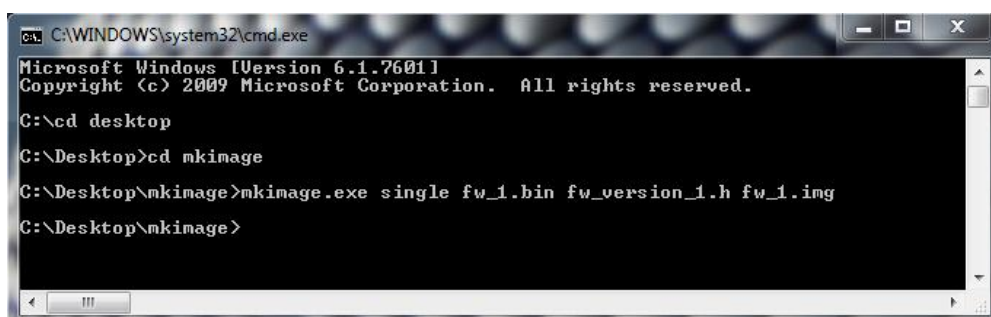 C:\WINDOWS\system32\cmd.exe
Microsoft Windows [Version 6.1.7601]
Copyright (c) 2009 Microsoft Corporation.  All rights reserved.
C:\cd desktop
C:\Desktop>cd mkimage
C:\Desktop\mkimage>mkimage.exe single fw_1.bin fw_version_1.h fw_1.img
C:\Desktop\mkimage>